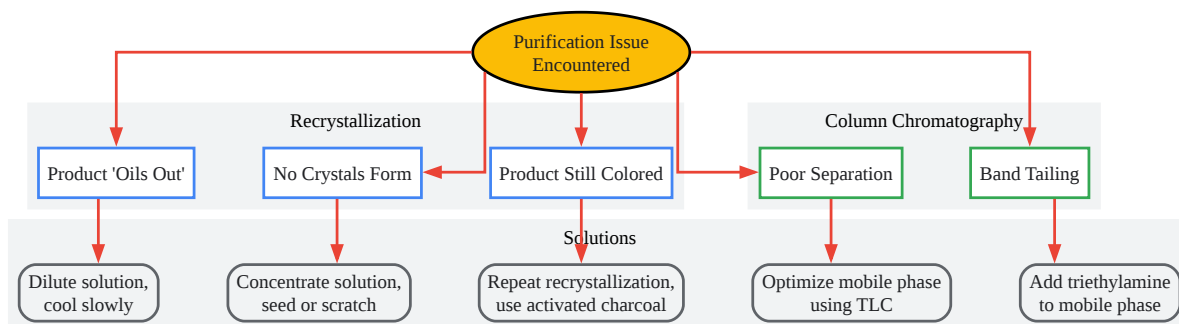 Purification Issue
Encountered
Recrystallization
Column Chromatography
Product 'Oils Out'
No Crystals Form
Product Still Colored
Poor Separation
Band Tailing
Solutions
Dilute solution,
cool slowly
Concentrate solution,
seed or scratch
Repeat recrystallization,
use activated charcoal
Optimize mobile phase
using TLC
Add triethylamine
to mobile phase